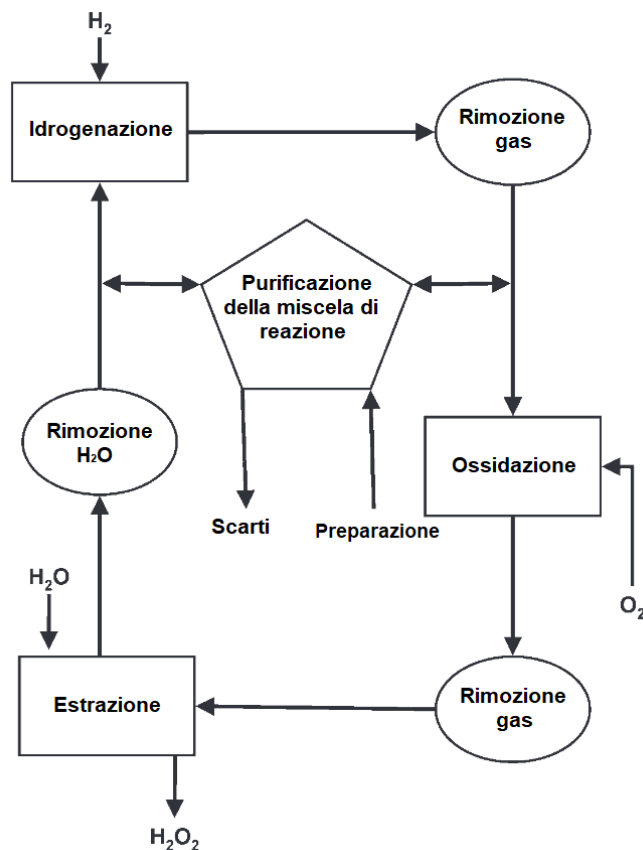 H₂
Idrogenazione
Rimozione
gas
Purificazione
della miscela di
reazione
Rimozione
H₂O
Ossidazione
Scarti
Preparazione
H₂O
O₂
Estrazione
Rimozione
gas
H₂O₂